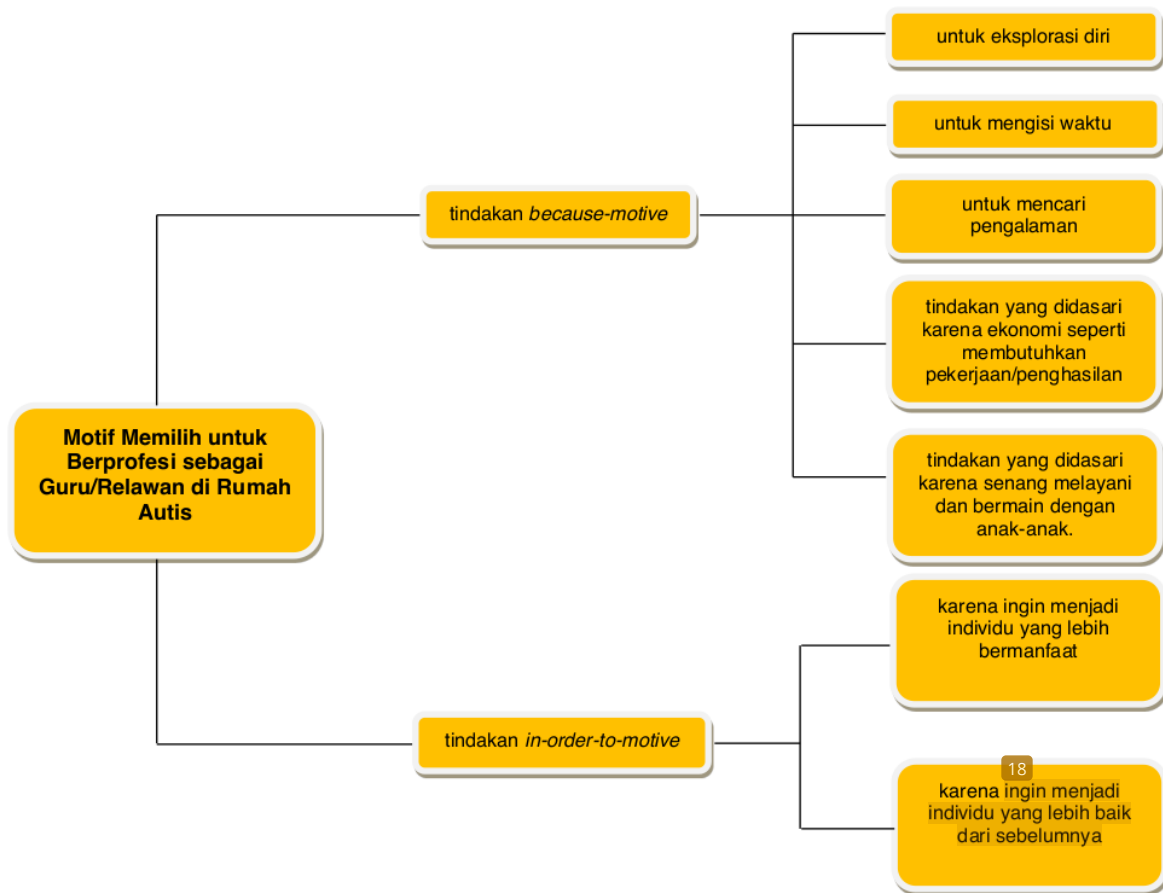 untuk eksplorasi diri
untuk mengisi waktu
tindakan because-motive
untuk mencari
pengalaman
tindakan yang didasari
karena ekonomi seperti
membutuhkan
pekerjaan/penghasilan
Motif Memilih untuk
Berprofesi sebagai
Guru/Relawan di Rumah
Autis
tindakan yang didasari
karena senang melayani
dan bermain dengan
anak-anak.
karena ingin menjadi
individu yang lebih
bermanfaat
tindakan in-order-to-motive
18
karena ingin menjadi
individu yang lebih baik
dari sebelumnya